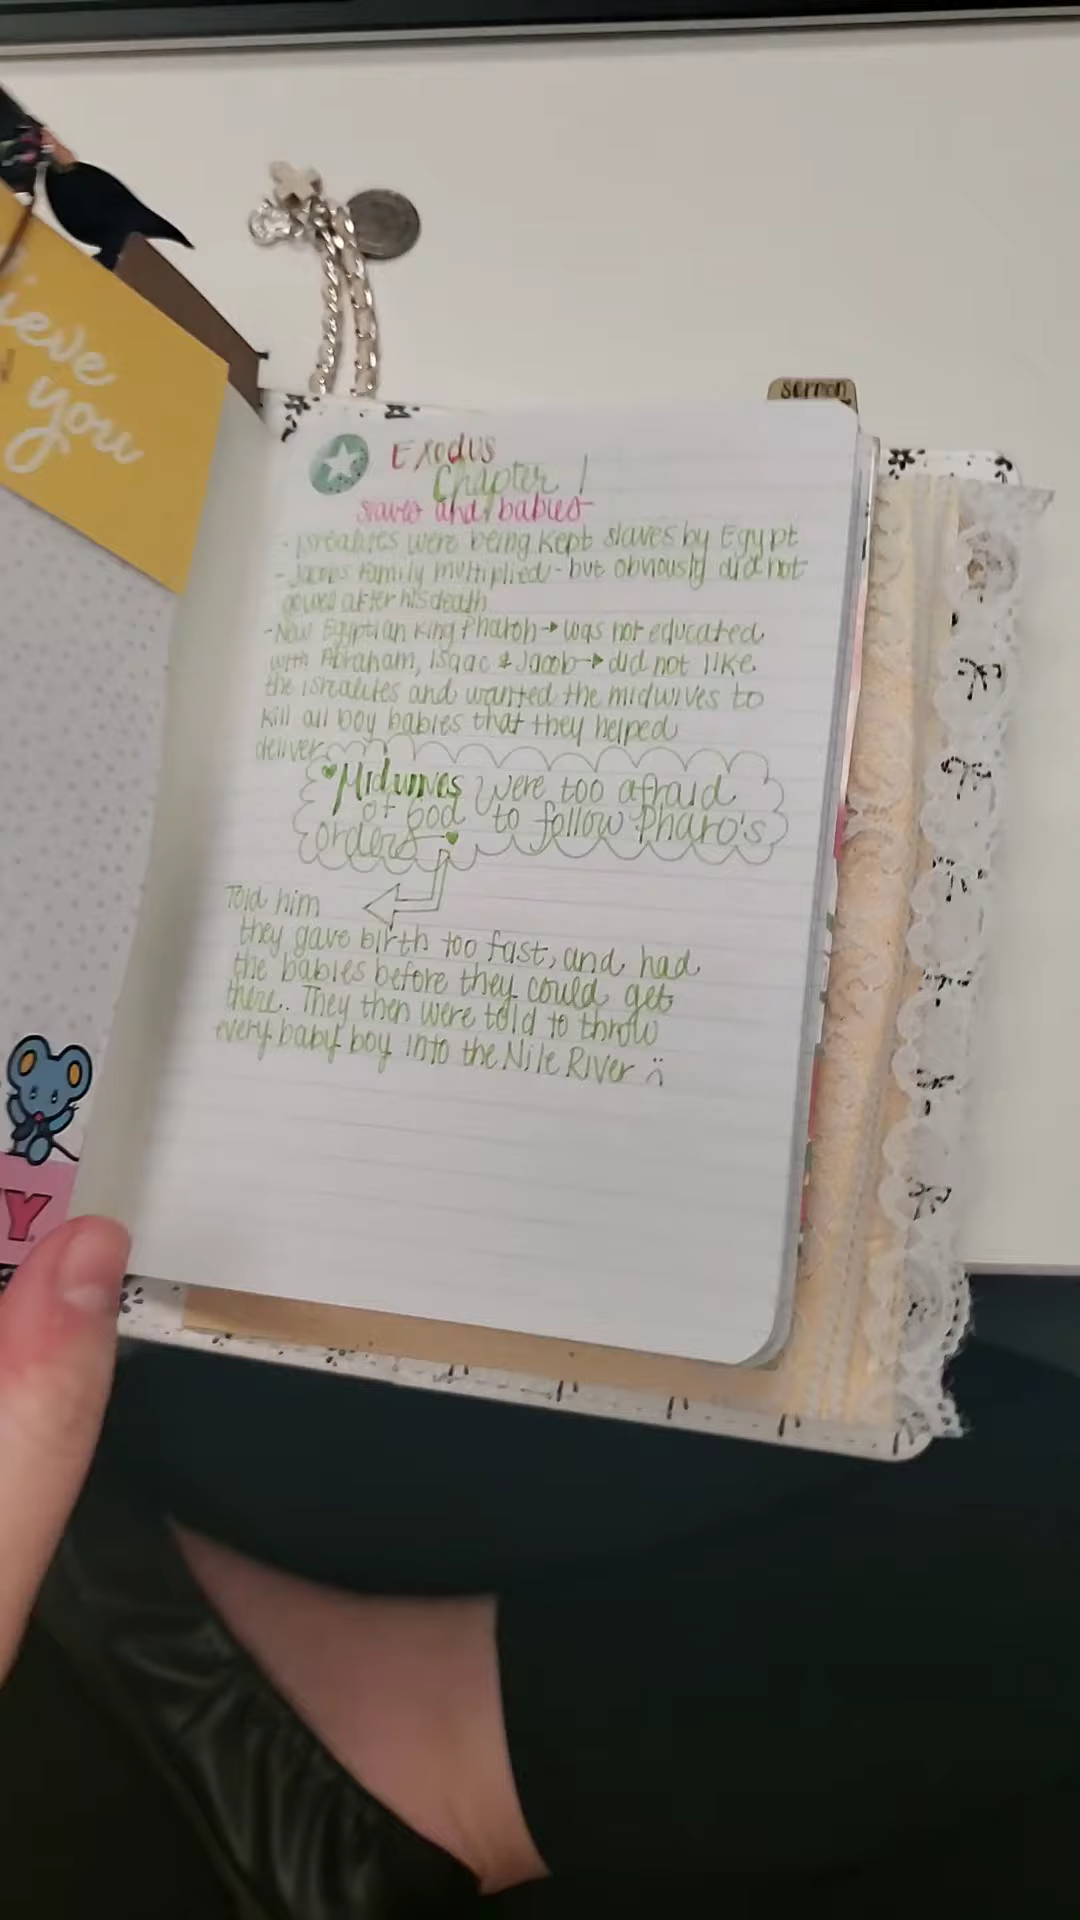 ieve
you
sermon
Exodus
Chapter 1
slaves and babies
- Isrealites were being kept slaves by Egypt
- Jacobs family multiplied - but obviously did not
after his death
- New Egyptian King Pharoh → was not educated
with Abraham, Isaac & Jacob → did not like
the isrealites and wanted the midwives to
kill all boy babies that they helped
deliver
Midwives were too afraid
of God to follow Pharo's
orders
Told him
they gave birth too fast, and had
the babies before they could get
there. They then were told to throw
every baby boy into the Nile River :(
Y